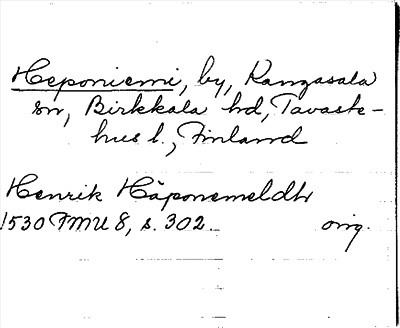 Heponiemi, by, Kangasala
sn, Birkkala hd, Tavaste-
hus l., Finland
Henrik Häponemeldh
1530 FMU 8, s. 302 orig.